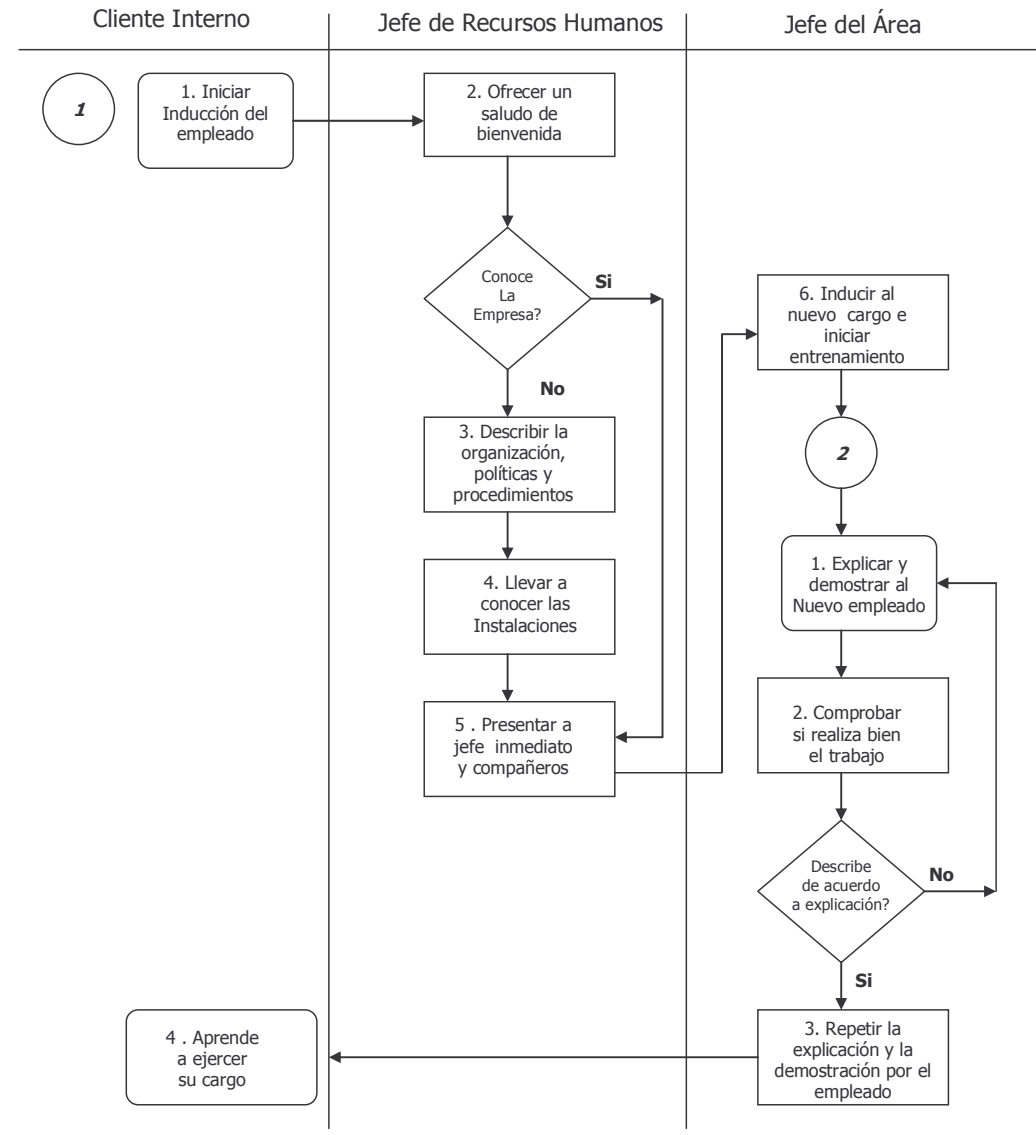 Cliente Interno
Jefe de Recursos Humanos
Jefe del Área
1
1. Iniciar
Inducción del
empleado
2. Ofrecer un
saludo de
bienvenida
Conoce
La
Empresa?
Si
No
3. Describir la
organización,
políticas y
procedimientos
4. Llevar a
conocer las
Instalaciones
5 . Presentar a
jefe inmediato
y compañeros
6. Inducir al
nuevo cargo e
iniciar
entrenamiento
2
1. Explicar y
demostrar al
Nuevo empleado
2. Comprobar
si realiza bien
el trabajo
Describe
de acuerdo
a explicación?
No
Si
3. Repetir la
explicación y la
demostración por el
empleado
4 . Aprende
a ejercer
su cargo